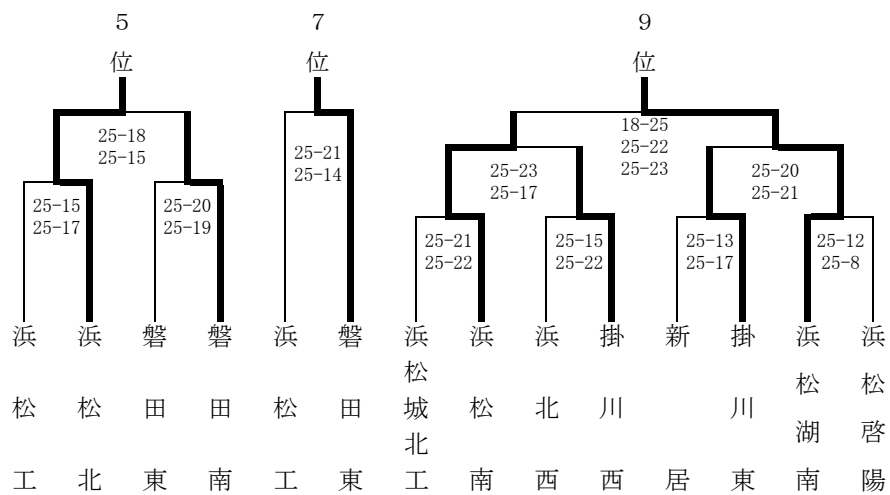 5位
7位
9位
25-18
25-15
25-15
25-17
25-20
25-19
25-21
25-14
18-25
25-22
25-23
25-23
25-17
25-20
25-21
25-21
25-22
25-15
25-22
25-13
25-17
25-12
25-8
浜松工
浜松北
磐田東
磐田南
浜松工
磐田東
浜松城北工
浜松南
浜北西
掛川西
新居
掛川東
浜松湖南
浜松啓陽